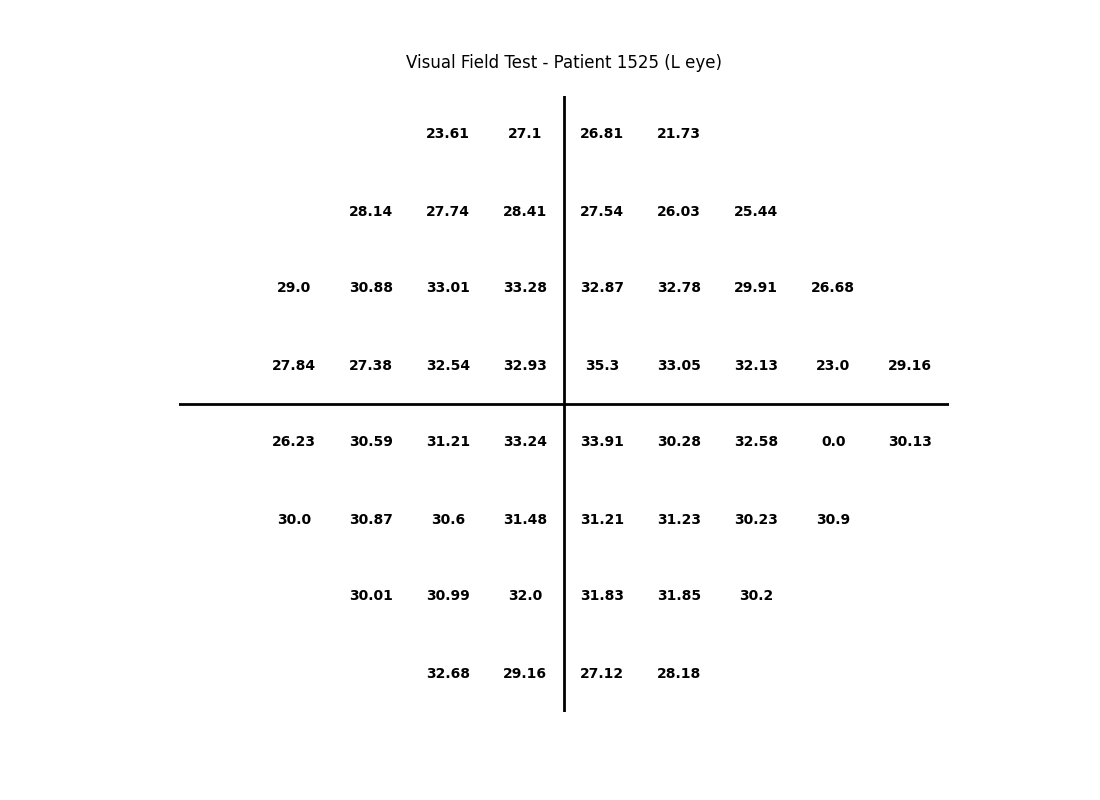 Visual Field Test - Patient 1525 (L eye)
23.61 27.1 26.81 21.73
28.14 27.74 28.41 27.54 26.03 25.44
29.0 30.88 33.01 33.28 32.87 32.78 29.91 26.68
27.84 27.38 32.54 32.93 35.3 33.05 32.13 23.0 29.16
26.23 30.59 31.21 33.24 33.91 30.28 32.58 0.0 30.13
30.0 30.87 30.6 31.48 31.21 31.23 30.23 30.9
30.01 30.99 32.0 31.83 31.85 30.2
32.68 29.16 27.12 28.18